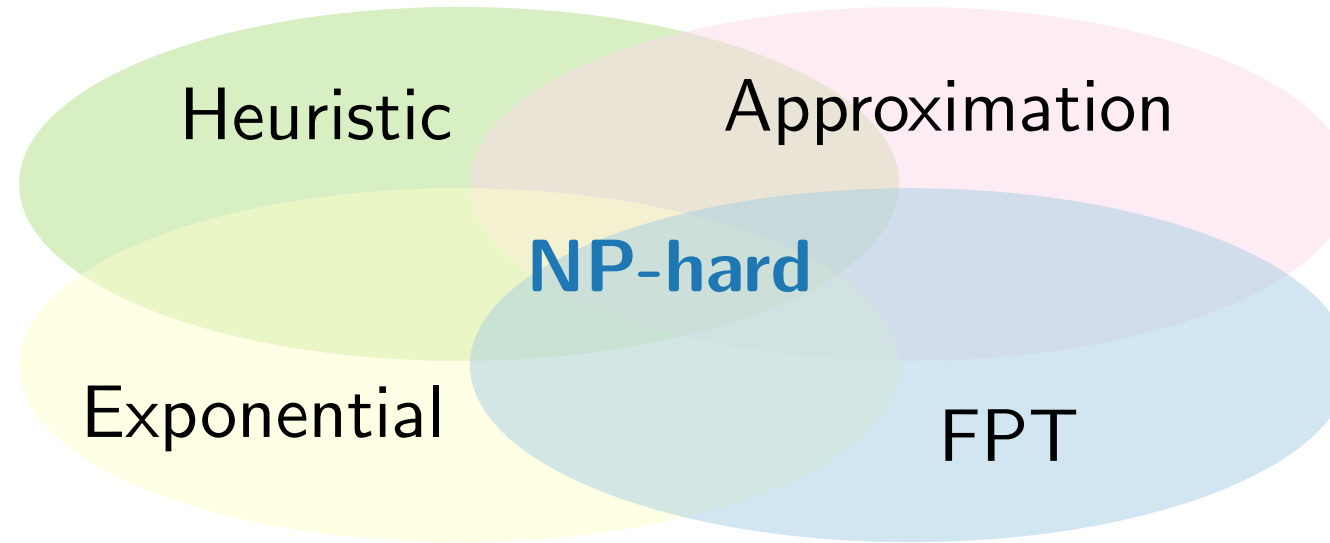 Heuristic
Approximation
NP-hard
Exponential
FPT